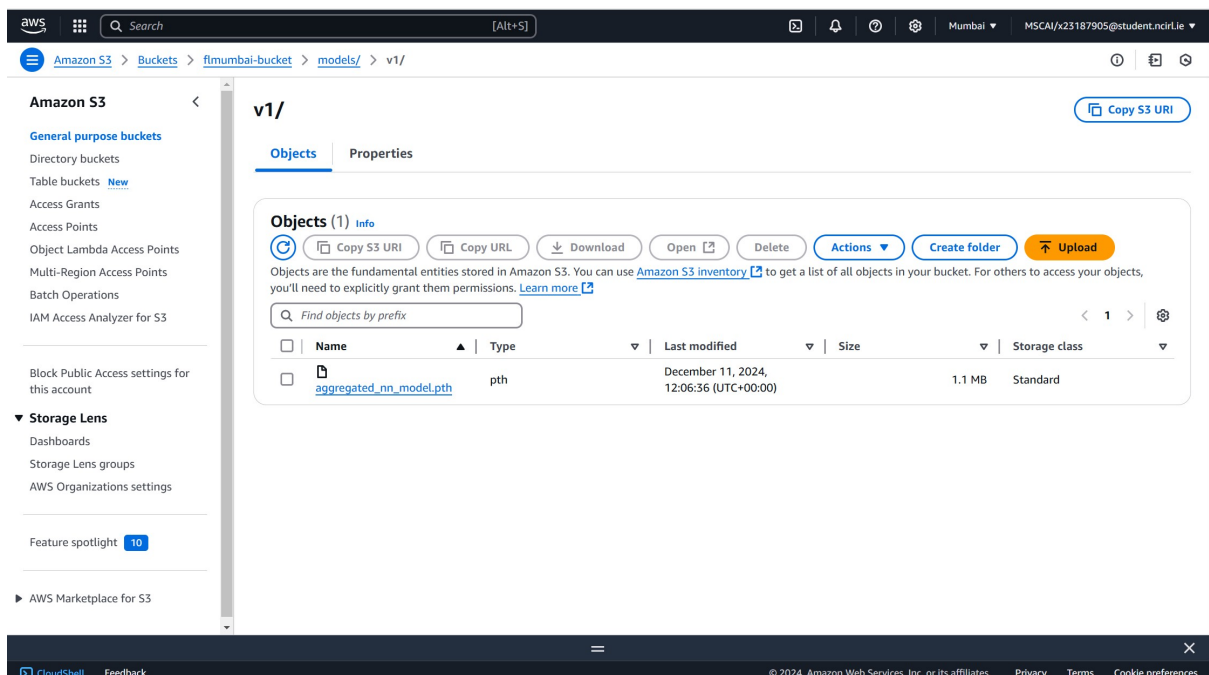 aws
Search [Alt+S] Mumbai ▼ MSCAI/x23187905@student.ncirl.ie ▼
Amazon S3 > Buckets > flmumbai-bucket > models/ > v1/
Amazon S3
General purpose buckets
Directory buckets
Table buckets New
Access Grants
Access Points
Object Lambda Access Points
Multi-Region Access Points
Batch Operations
IAM Access Analyzer for S3
Block Public Access settings for
this account
Storage Lens
Dashboards
Storage Lens groups
AWS Organizations settings
Feature spotlight 10
AWS Marketplace for S3
v1/
Copy S3 URI
Objects Properties
Objects (1) Info
Copy S3 URI Copy URL Download Open Delete Actions ▼ Create folder Upload
Objects are the fundamental entities stored in Amazon S3. You can use Amazon S3 inventory to get a list of all objects in your bucket. For others to access your objects,
you'll need to explicitly grant them permissions. Learn more
Find objects by prefix
< 1 >
Name Type Last modified Size Storage class
aggregated_nn_model.pth pth December 11, 2024, 1.1 MB Standard
12:06:36 (UTC+00:00)
CloudShell Feedback © 2024, Amazon Web Services, Inc. or its affiliates. Privacy Terms Cookie preferences